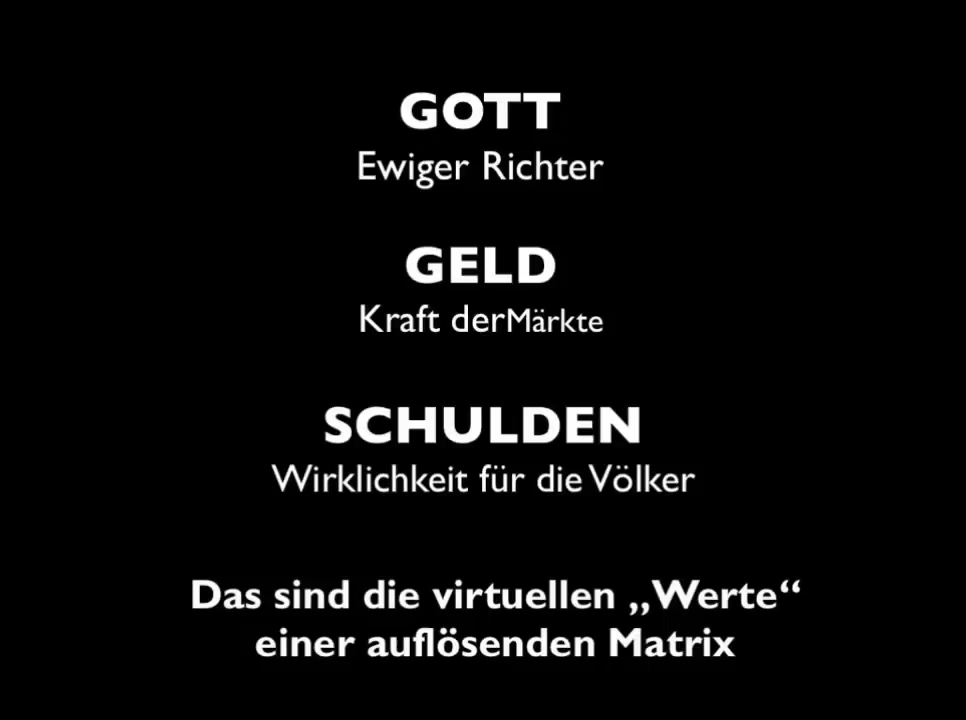 GOTT
Ewiger Richter
GELD
Kraft derMärkte
SCHULDEN
Wirklichkeit für die Völker
Das sind die virtuellen „Werte“
einer auflösenden Matrix